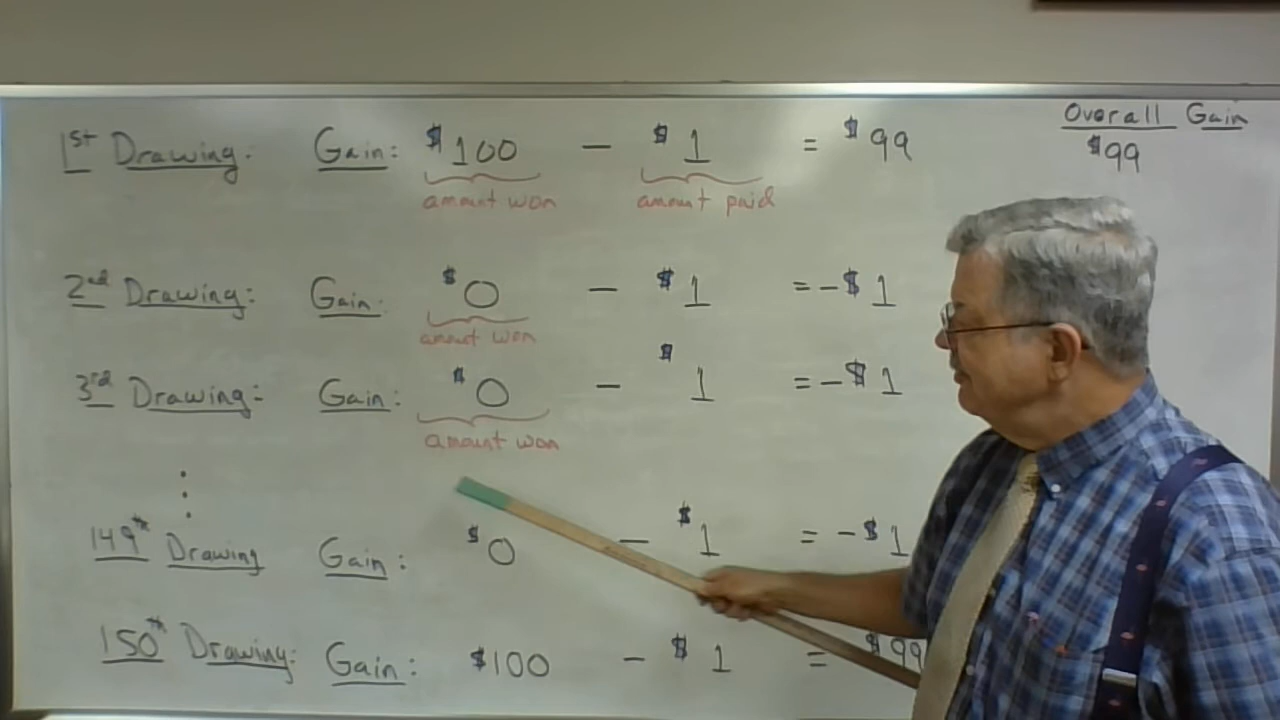 Overall Gain
1st Drawing: Gain: $100 - $1 = $99 $99
amount won amount paid
2nd Drawing: Gain: $0 - $1 = -$1
amount won
3rd Drawing: Gain: $0 - $1 = -$1
amount won
149th Drawing Gain: $0 - $1 = -$1
150th Drawing: Gain: $100 - $1 = $99